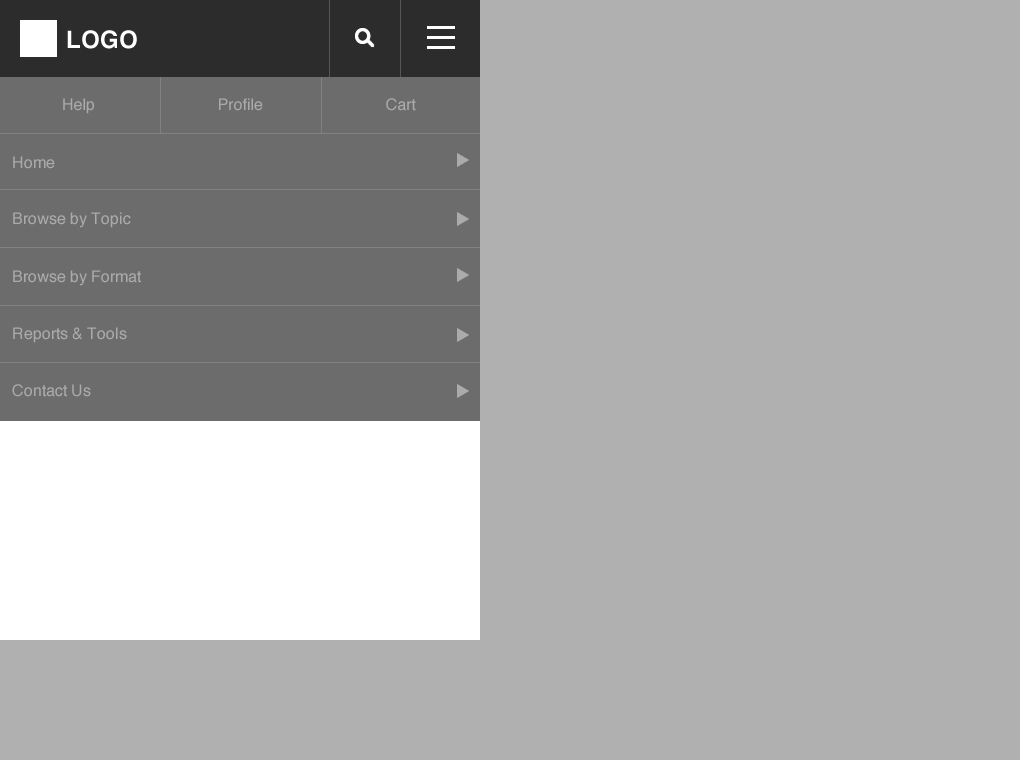 LOGO
Help Profile Cart
Home
Browse by Topic
Browse by Format
Reports & Tools
Contact Us